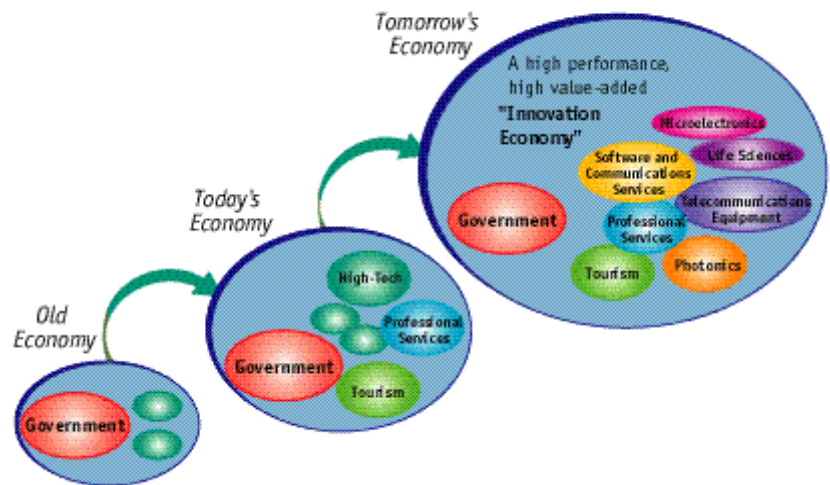 Tomorrow's
Economy
A high performance,
high value-added
"Innovation
Economy"
Microelectronics
Life Sciences
Software and
Communications
Services
Telecommunications
Equipment
Government
Professional
Services
Photonics
Tourism
Today's
Economy
High-Tech
Professional
Services
Government
Tourism
Old
Economy
Government